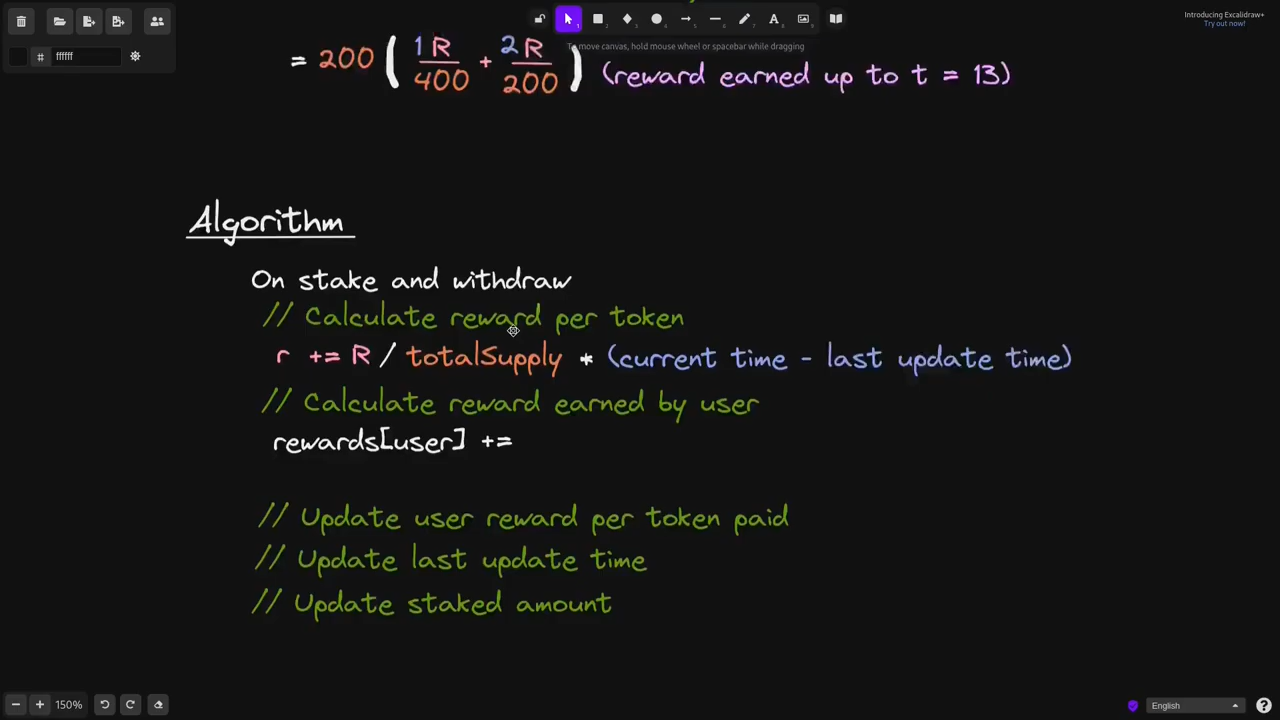 Introducing Excalidraw+
Try out now!
# ffffff
To move canvas, hold mouse wheel or spacebar while dragging
= 200 ( 1R/400 + 2R/200 ) (reward earned up to t = 13)
Algorithm
On stake and withdraw
// Calculate reward per token
r += R / totalSupply * (current time - last update time)
// Calculate reward earned by user
rewards[user] +=
// Update user reward per token paid
// Update last update time
// Update staked amount
150%
English